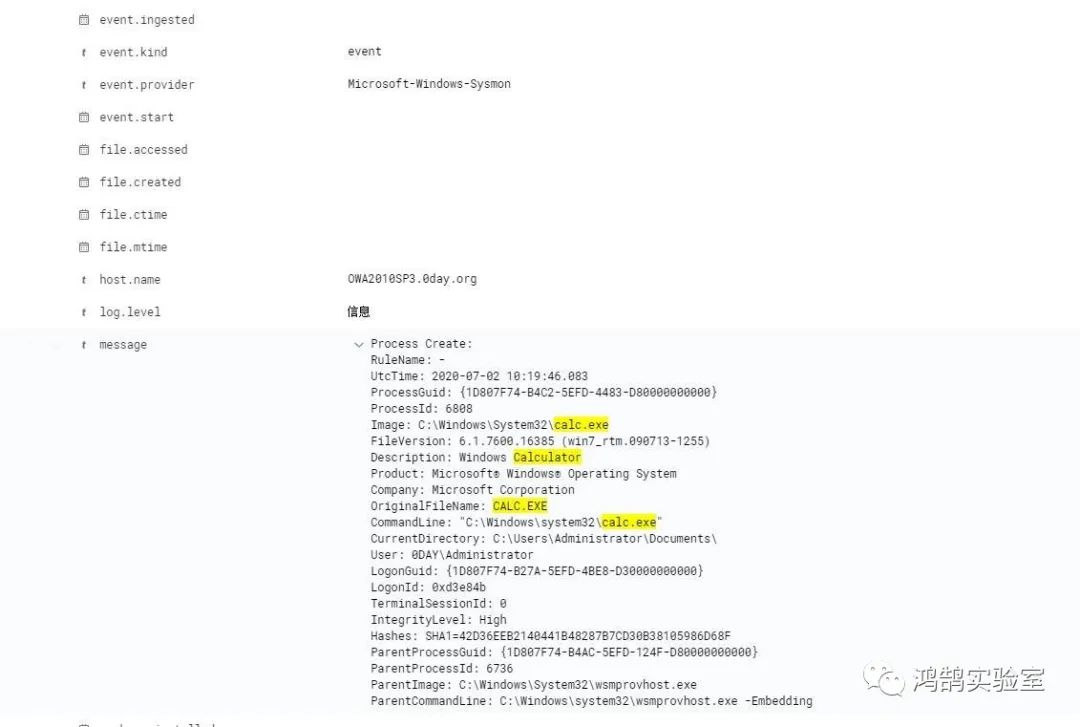 event.ingested
t event.kind event
t event.provider Microsoft-Windows-Sysmon
event.start
file.accessed
file.created
file.ctime
file.mtime
t host.name OWA2010SP3.0day.org
t log.level 信息
t message Process Create:
RuleName: -
UtcTime: 2020-07-02 10:19:46.083
ProcessGuid: {1D807F74-B4C2-5EFD-4483-D80000000000}
ProcessId: 6808
Image: C:\Windows\System32\calc.exe
FileVersion: 6.1.7600.16385 (win7_rtm.090713-1255)
Description: Windows Calculator
Product: Microsoft® Windows® Operating System
Company: Microsoft Corporation
OriginalFileName: CALC.EXE
CommandLine: "C:\Windows\system32\calc.exe"
CurrentDirectory: C:\Users\Administrator\Documents\
User: 0DAY\Administrator
LogonGuid: {1D807F74-B27A-5EFD-4BE8-D30000000000}
LogonId: 0xd3e84b
TerminalSessionId: 0
IntegrityLevel: High
Hashes: SHA1=42D36EEB2140441B48287B7CD30B38105986D68F
ParentProcessGuid: {1D807F74-B4AC-5EFD-124F-D80000000000}
ParentProcessId: 6736
ParentImage: C:\Windows\System32\wsmprovhost.exe
ParentCommandLine: C:\Windows\system32\wsmprovhost.exe -Embedding
鸿鹄实验室